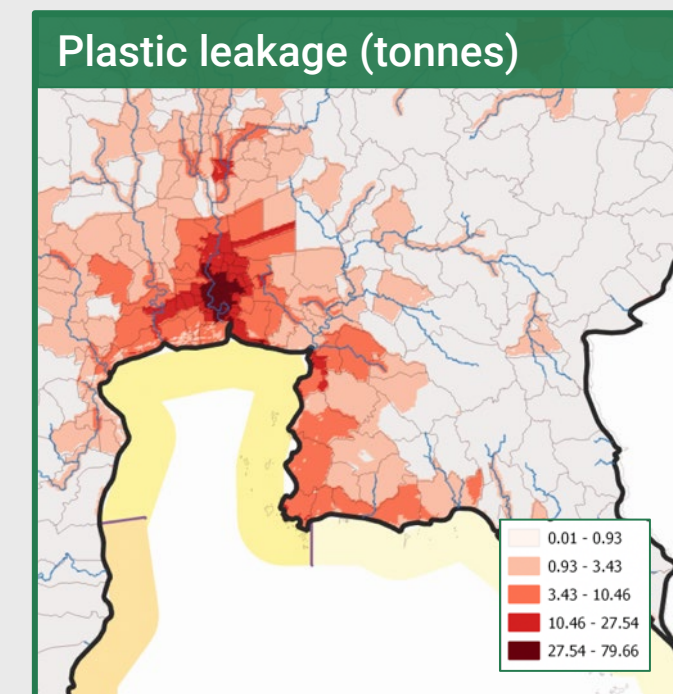 Plastic leakage (tonnes)
0.01 - 0.93
0.93 - 3.43
3.43 - 10.46
10.46 - 27.54
27.54 - 79.66